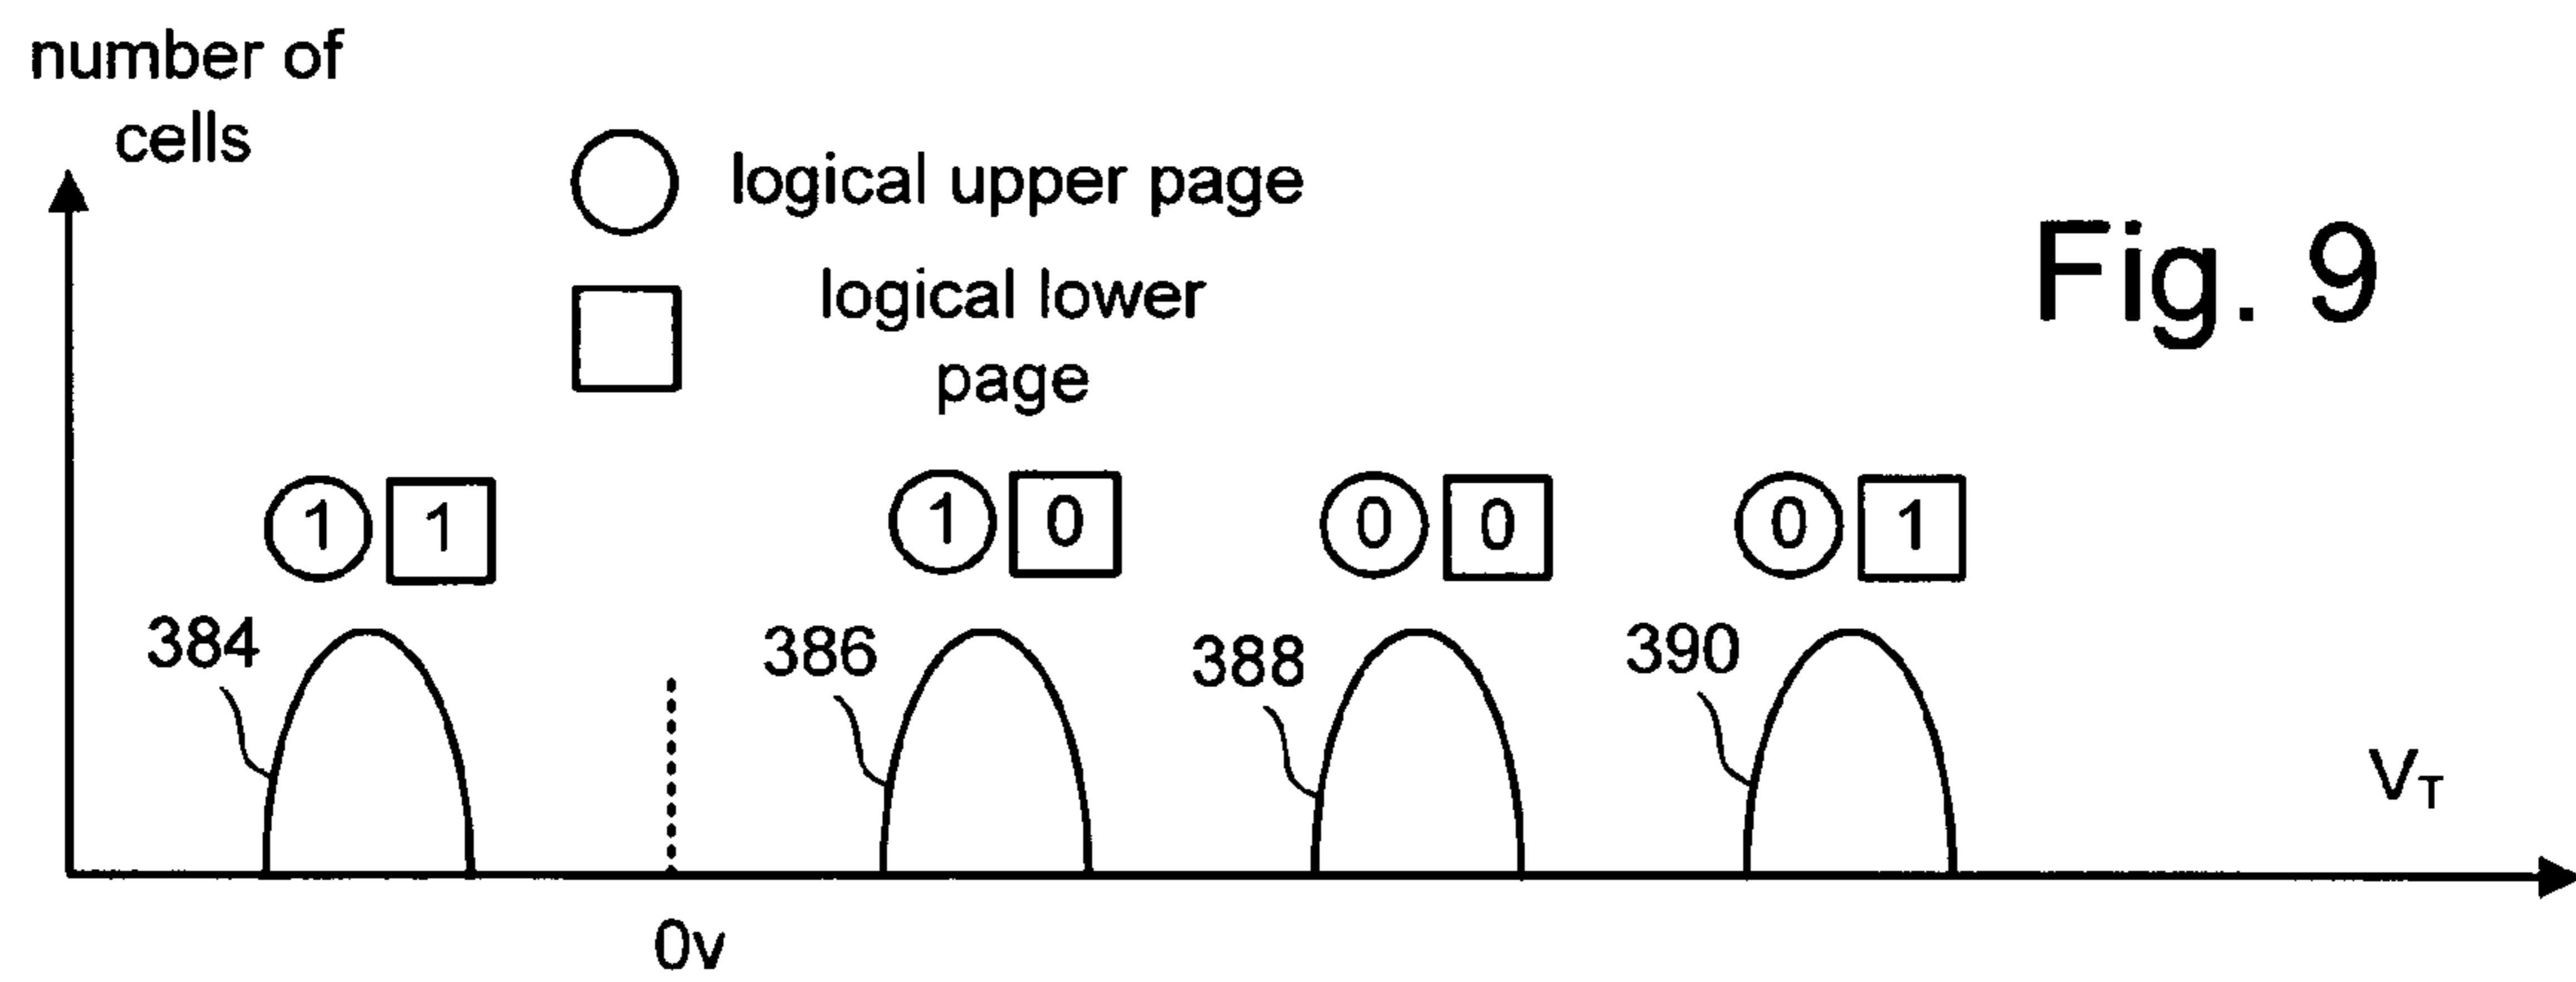 number of
cells
logical upper page
logical lower
page
Fig. 9
1 1
1 0
0 0
0 1
384
386
388
390
V_T
0v